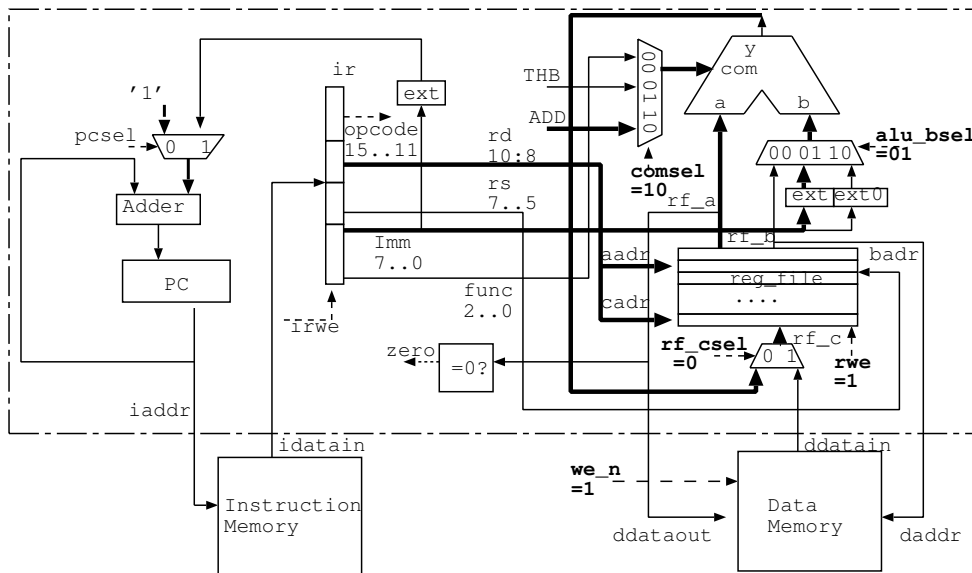 y
com
a b
00 01 10
THB
ADD
comsel
=10
ir
ext
'1'
pcsel
0 1
Adder
PC
opcode
15..11
rd
10:8
rs
7..5
Imm
7..0
func
2..0
irwe
alu_bsel
=01
00 01 10
ext ext0
rf_a
rf_b
aadr
badr
reg_file
....
cadr
rf_c
rf_csel
=0
0 1
rwe
=1
zero
=0?
iaddr
idatain
ddatain
we_n
=1
Instruction
Memory
Data
Memory
ddataout
daddr